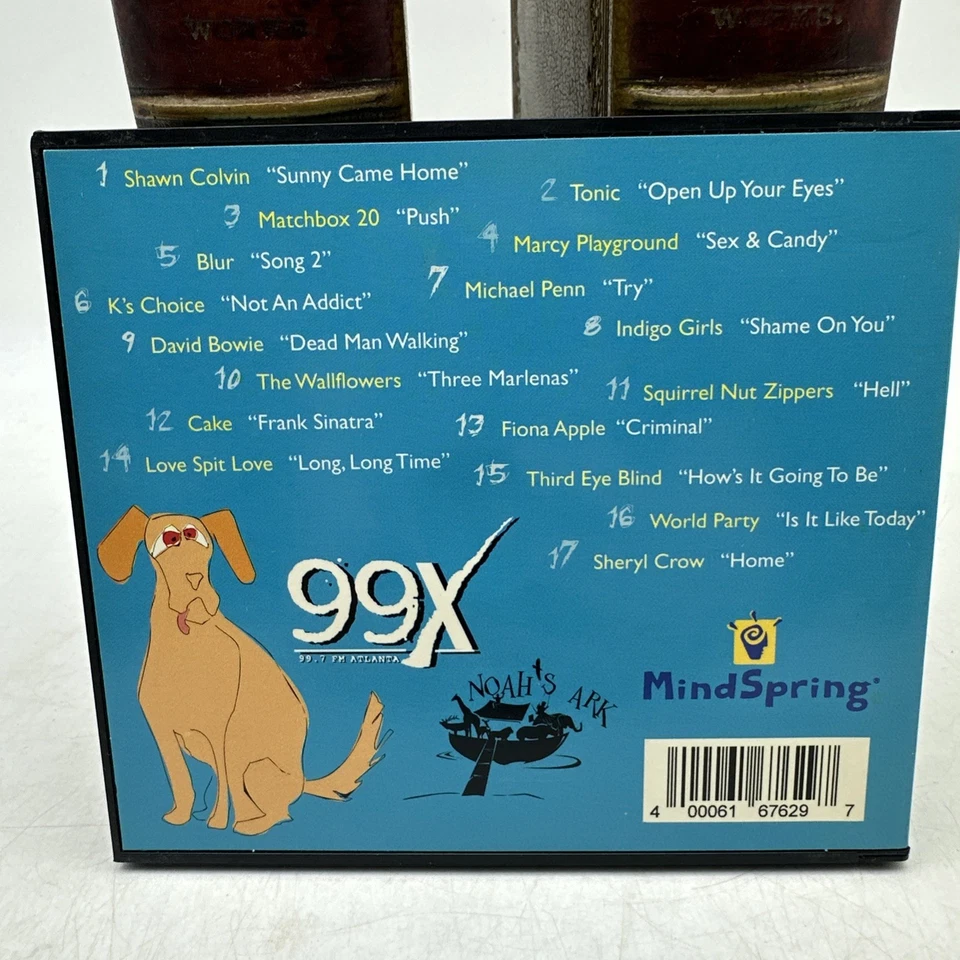 WORKS.
WORKS.
1 Shawn Colvin “Sunny Came Home”
2 Tonic “Open Up Your Eyes”
3 Matchbox 20 “Push”
4 Marcy Playground “Sex & Candy”
5 Blur “Song 2”
7 Michael Penn “Try”
6 K's Choice “Not An Addict”
8 Indigo Girls “Shame On You”
9 David Bowie “Dead Man Walking”
10 The Wallflowers “Three Marlenas”
11 Squirrel Nut Zippers “Hell”
12 Cake “Frank Sinatra”
13 Fiona Apple “Criminal”
14 Love Spit Love “Long, Long Time”
15 Third Eye Blind “How's It Going To Be”
16 World Party “Is It Like Today”
17 Sheryl Crow “Home”
99X
99.7 FM ATLANTA
NOAH'S ARK
MindSpring®
4 00061 67629 7